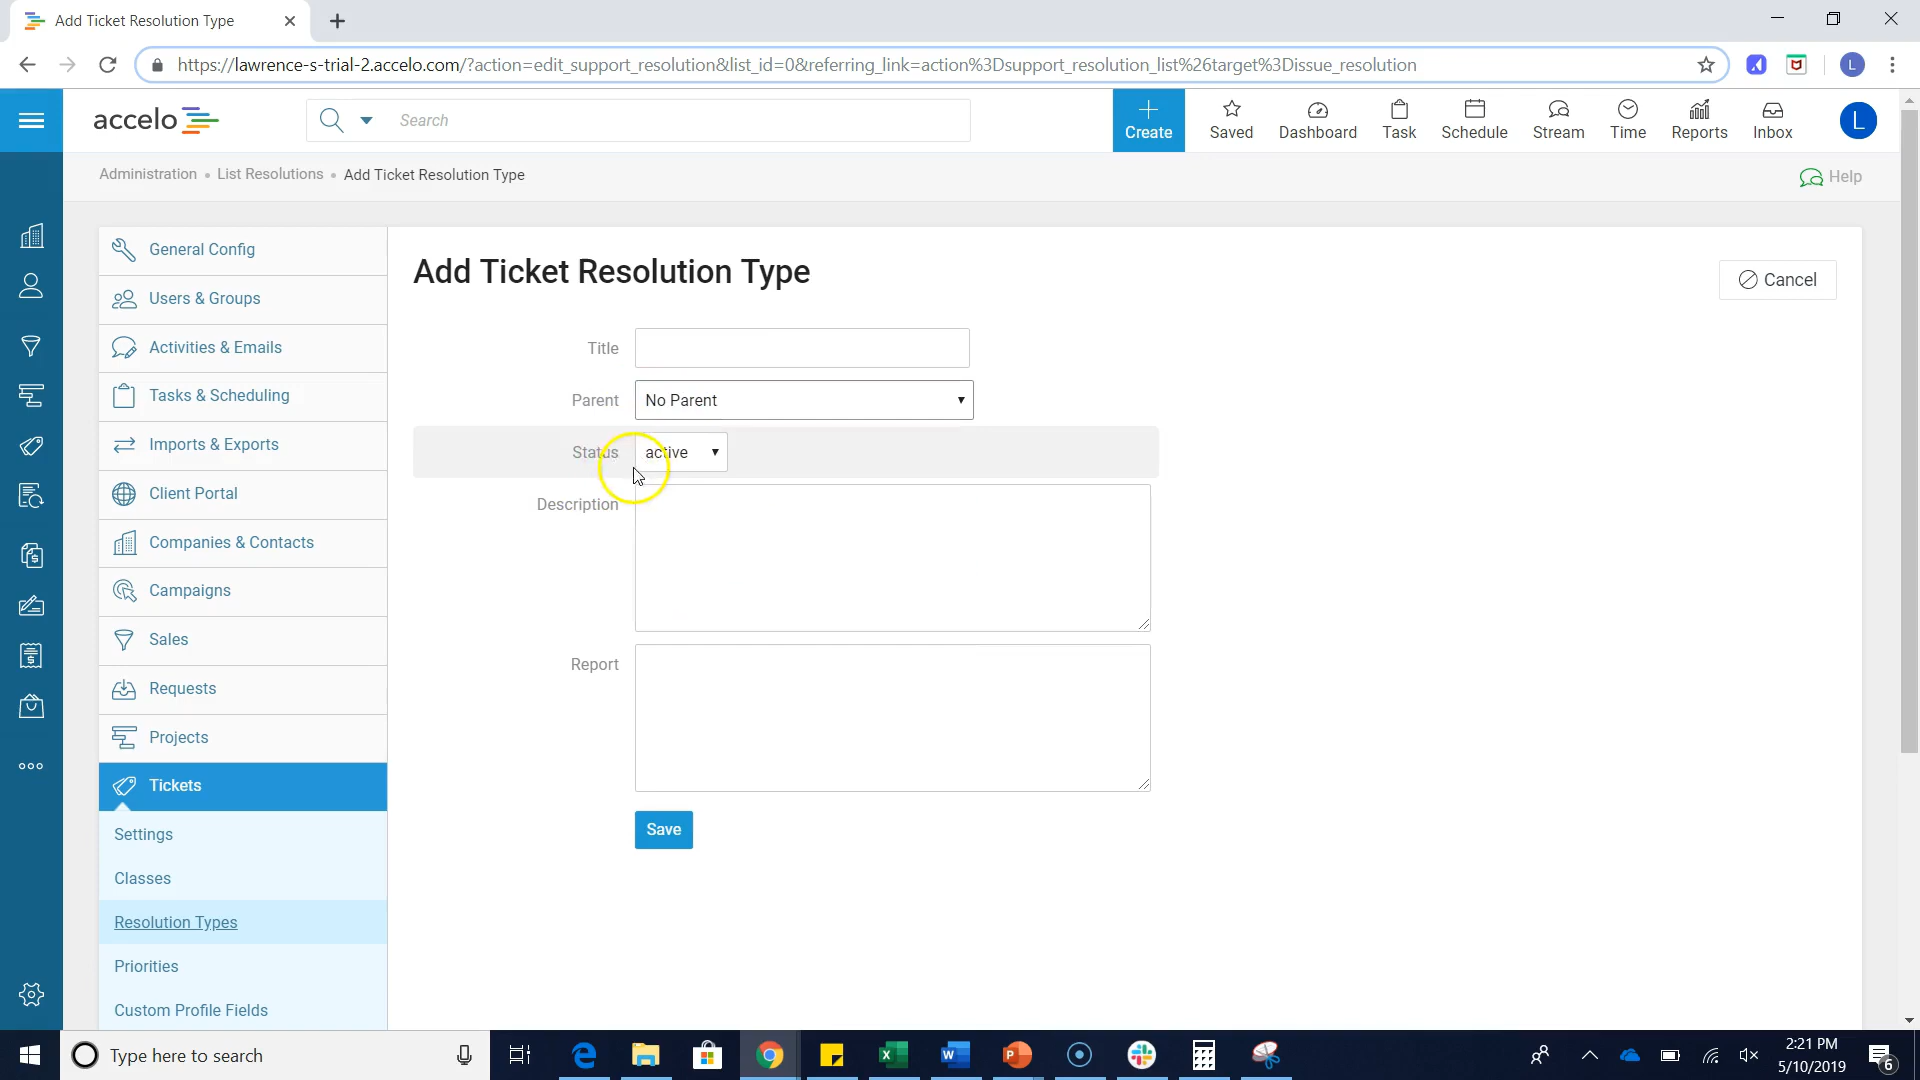 Add Ticket Resolution Type
https://lawrence-s-trial-2.accelo.com/?action=edit_support_resolution&list_id=0&referring_link=action%3Dsupport_resolution_list%26target%3Dissue_resolution
L
accelo
Search
Create
Saved
Dashboard
Task
Schedule
Stream
Time
Reports
Inbox
L
Administration • List Resolutions • Add Ticket Resolution Type
Help
General Config
Users & Groups
Activities & Emails
Tasks & Scheduling
Imports & Exports
Client Portal
Companies & Contacts
Campaigns
Sales
Requests
Projects
Tickets
Settings
Classes
Resolution Types
Priorities
Custom Profile Fields
Add Ticket Resolution Type
Cancel
Title
Parent No Parent
Status active
Description
Report
Save
Type here to search
2:21 PM
5/10/2019
6